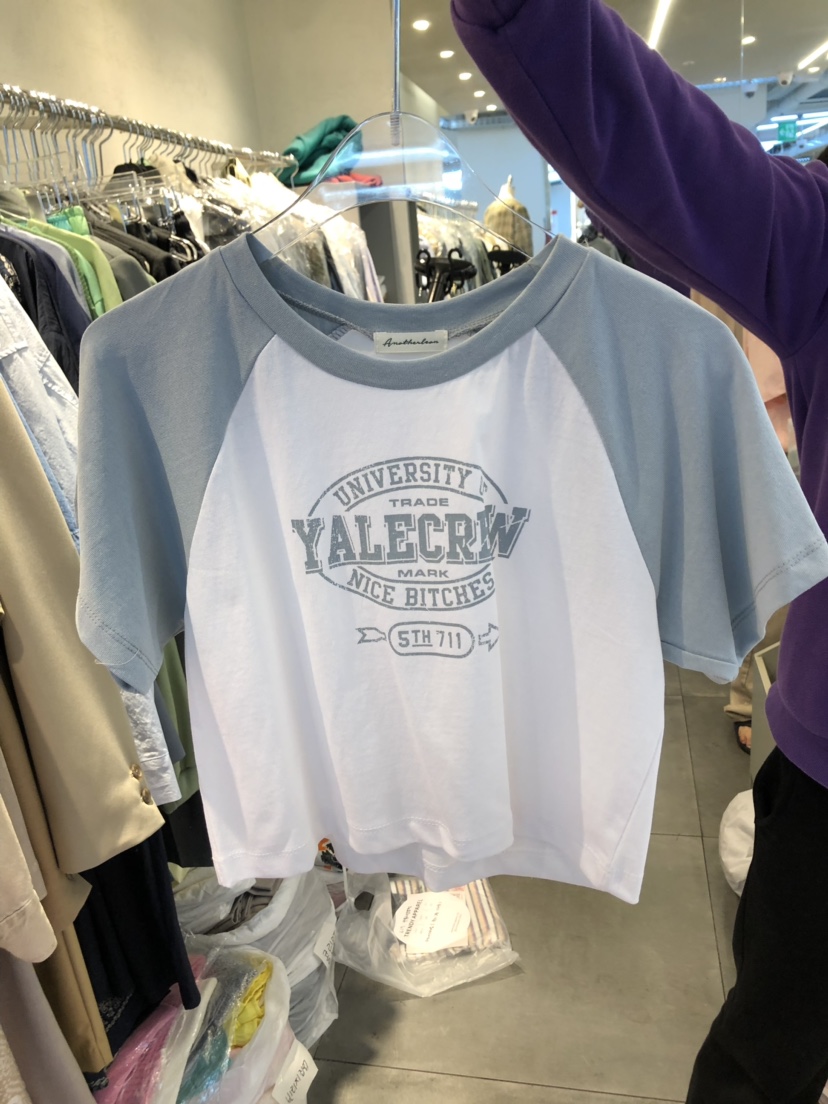 UNIVERSITY
TRADE
YALECREW
MARK
NICE BITCHES
5TH 711